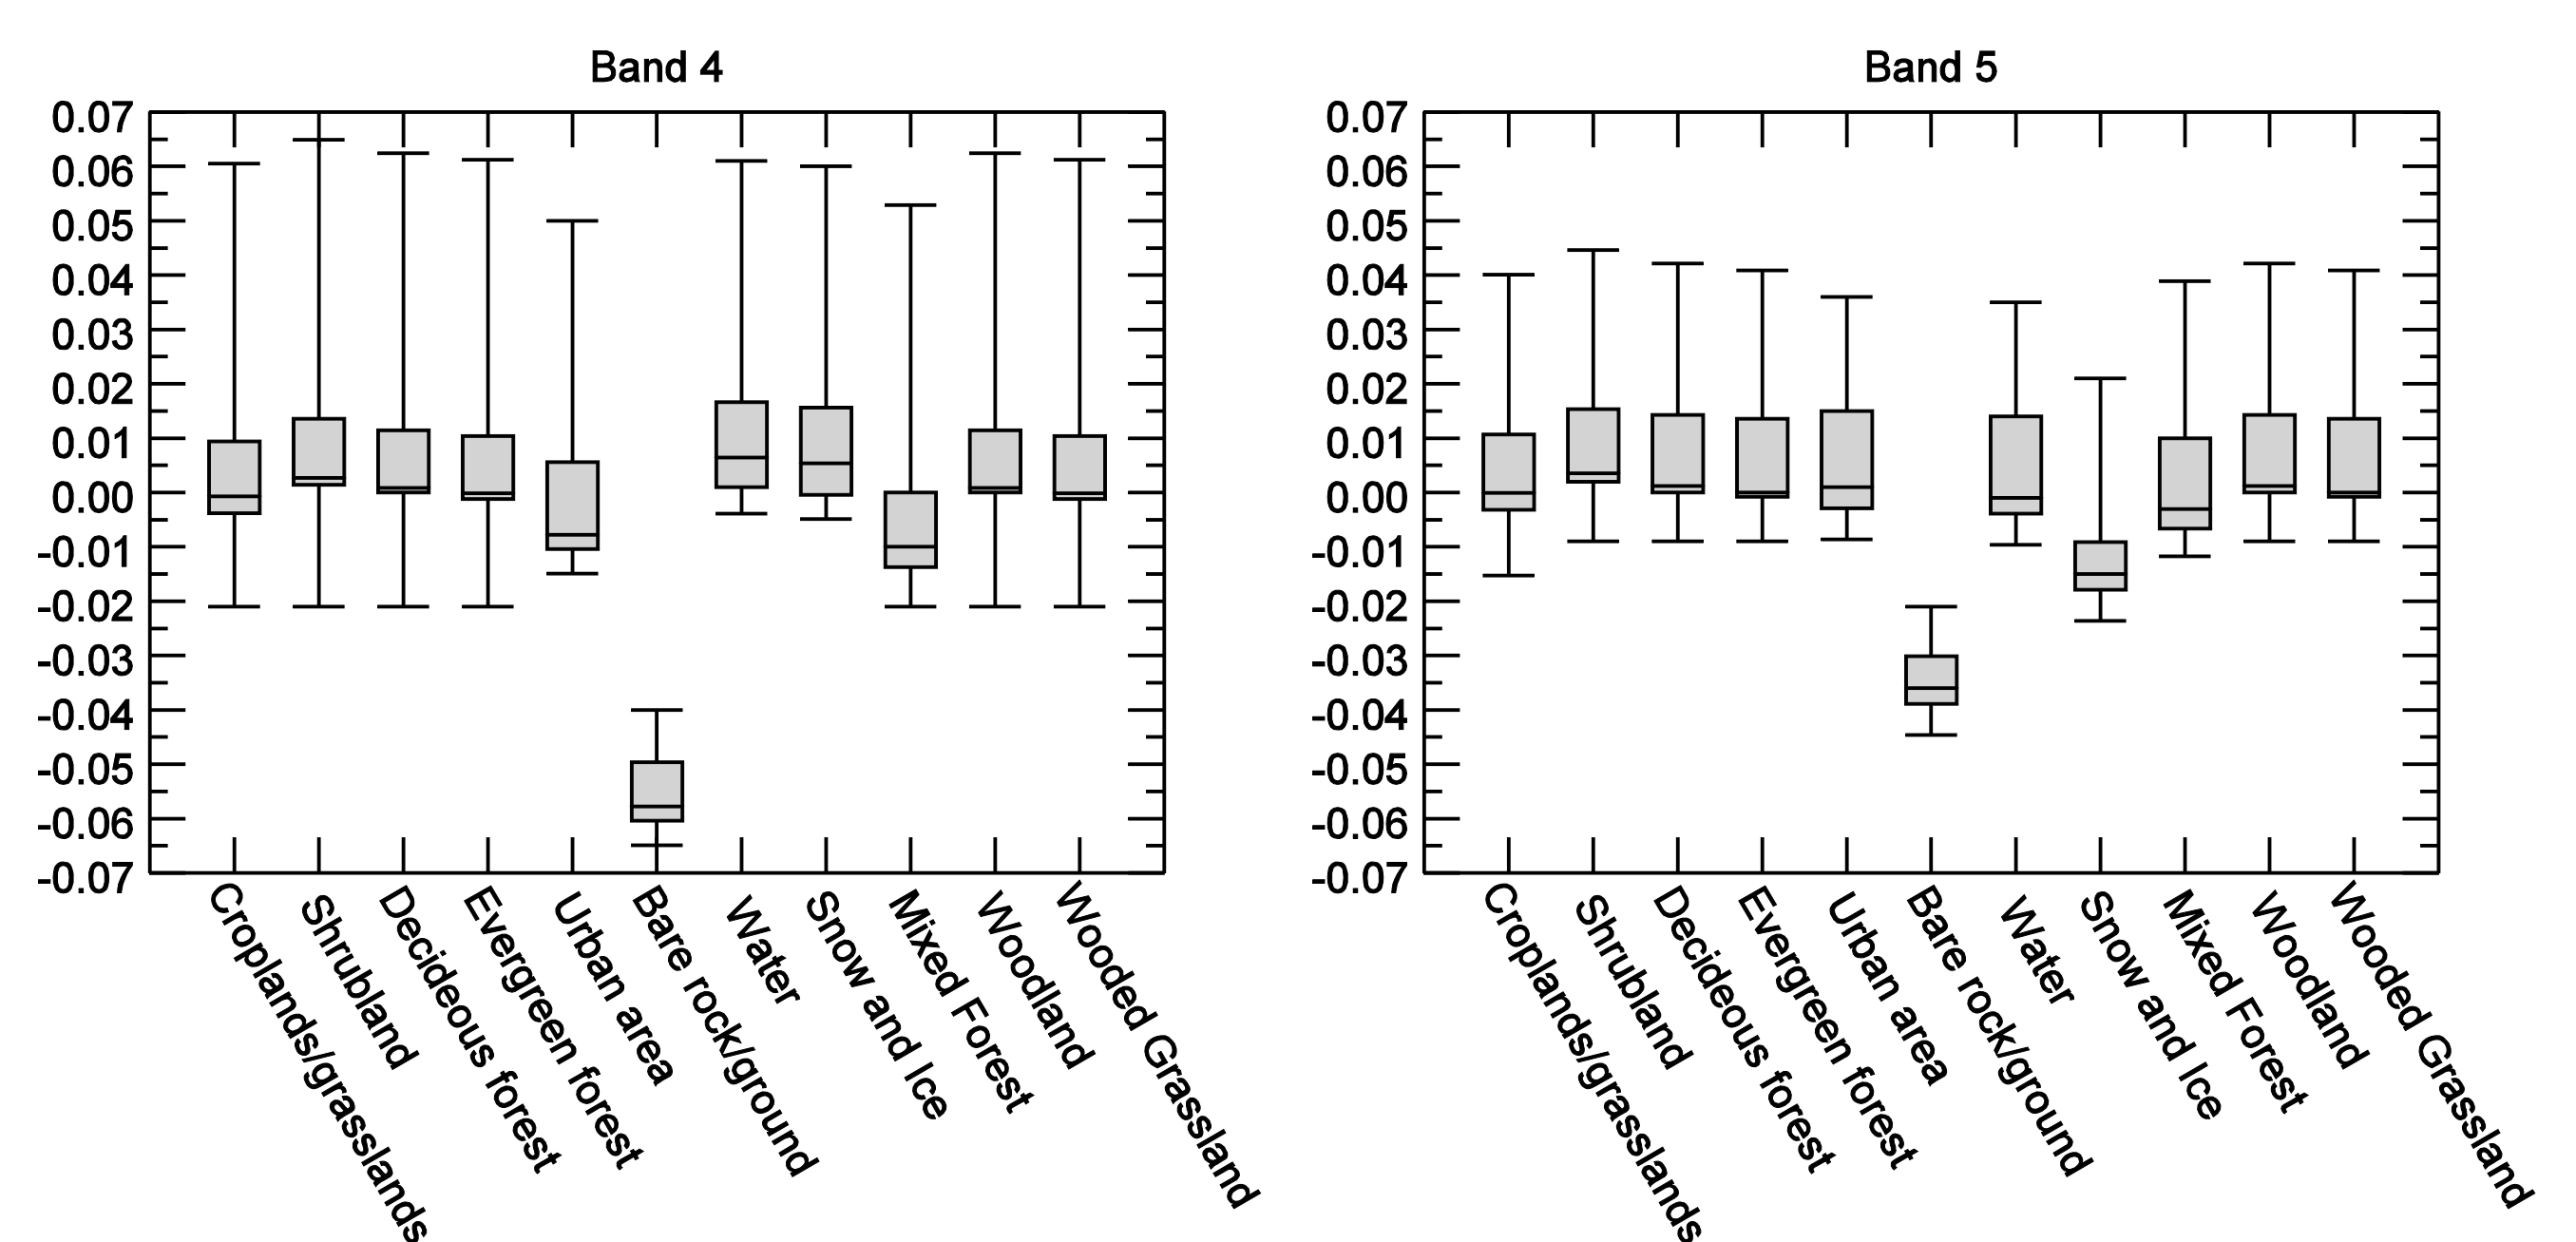 Band 4
0.07
0.06
0.05
0.04
0.03
0.02
0.01
0.00
-0.01
-0.02
-0.03
-0.04
-0.05
-0.06
-0.07
Croplands/grasslands
Shrubland
Decideous forest
Evergreen forest
Urban area
Bare rock/ground
Water
Snow and Ice
Mixed Forest
Woodland
Wooded Grassland
Band 5
0.07
0.06
0.05
0.04
0.03
0.02
0.01
0.00
-0.01
-0.02
-0.03
-0.04
-0.05
-0.06
-0.07
Croplands/grasslands
Shrubland
Decideous forest
Evergreen forest
Urban area
Bare rock/ground
Water
Snow and Ice
Mixed Forest
Woodland
Wooded Grassland